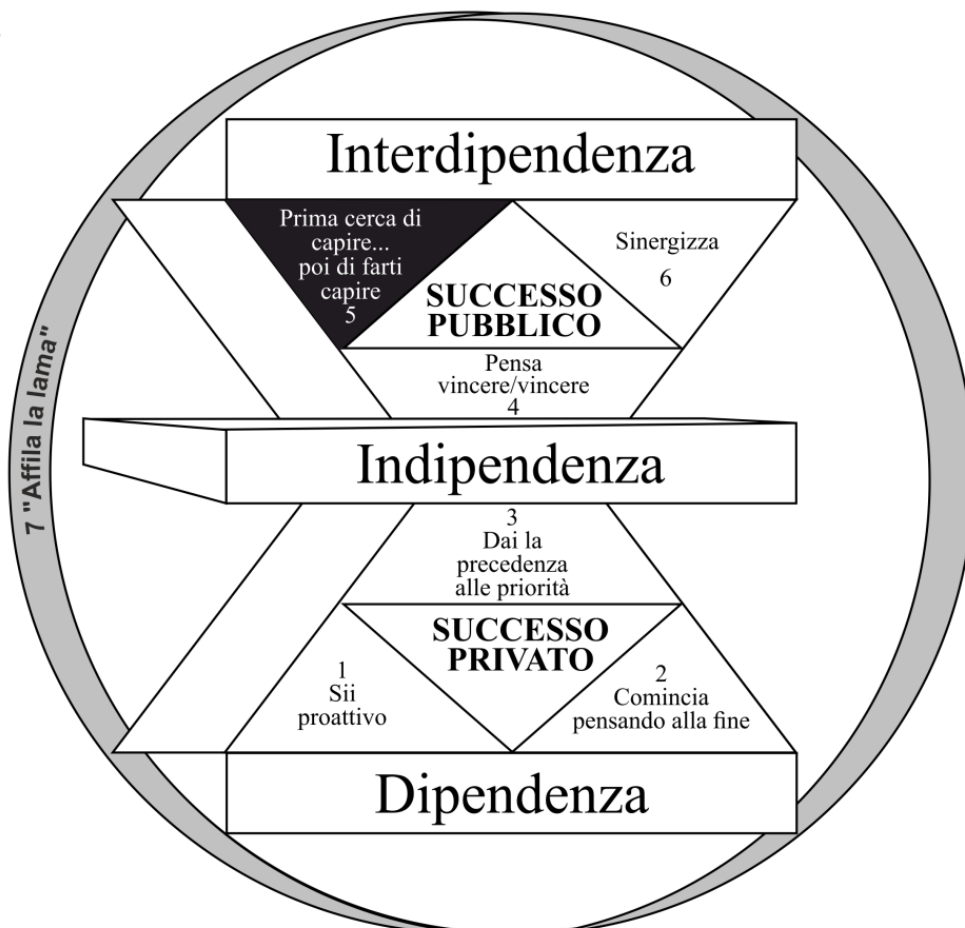 Interdipendenza
Prima cerca di
capire...
poi di farti
capire
5
Sinergizza
6
SUCCESSO
PUBBLICO
Pensa
vincere/vincere
4
7 "Affila la lama"
Indipendenza
3
Dai la
precedenza
alle priorità
SUCCESSO
PRIVATO
1
Sii
proattivo
2
Comincia
pensando alla fine
Dipendenza